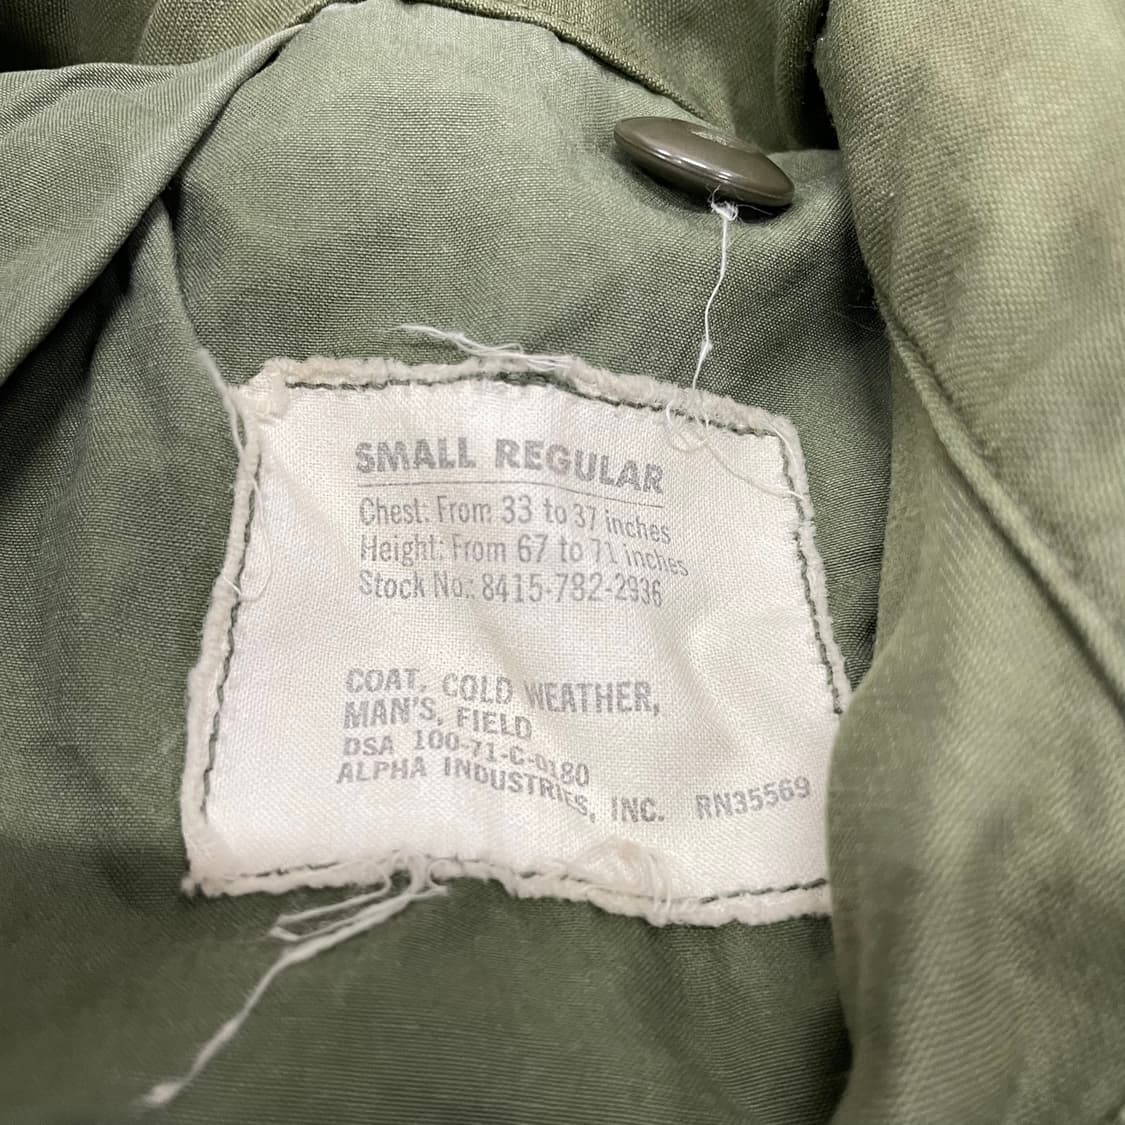 SMALL REGULAR
Chest: From 33 to 37 inches
Height: From 67 to 71 inches
Stock No.: 8415-782-2936
COAT, COLD WEATHER,
MAN'S, FIELD
DSA 100-71-C-0180
ALPHA INDUSTRIES, INC. RN35569